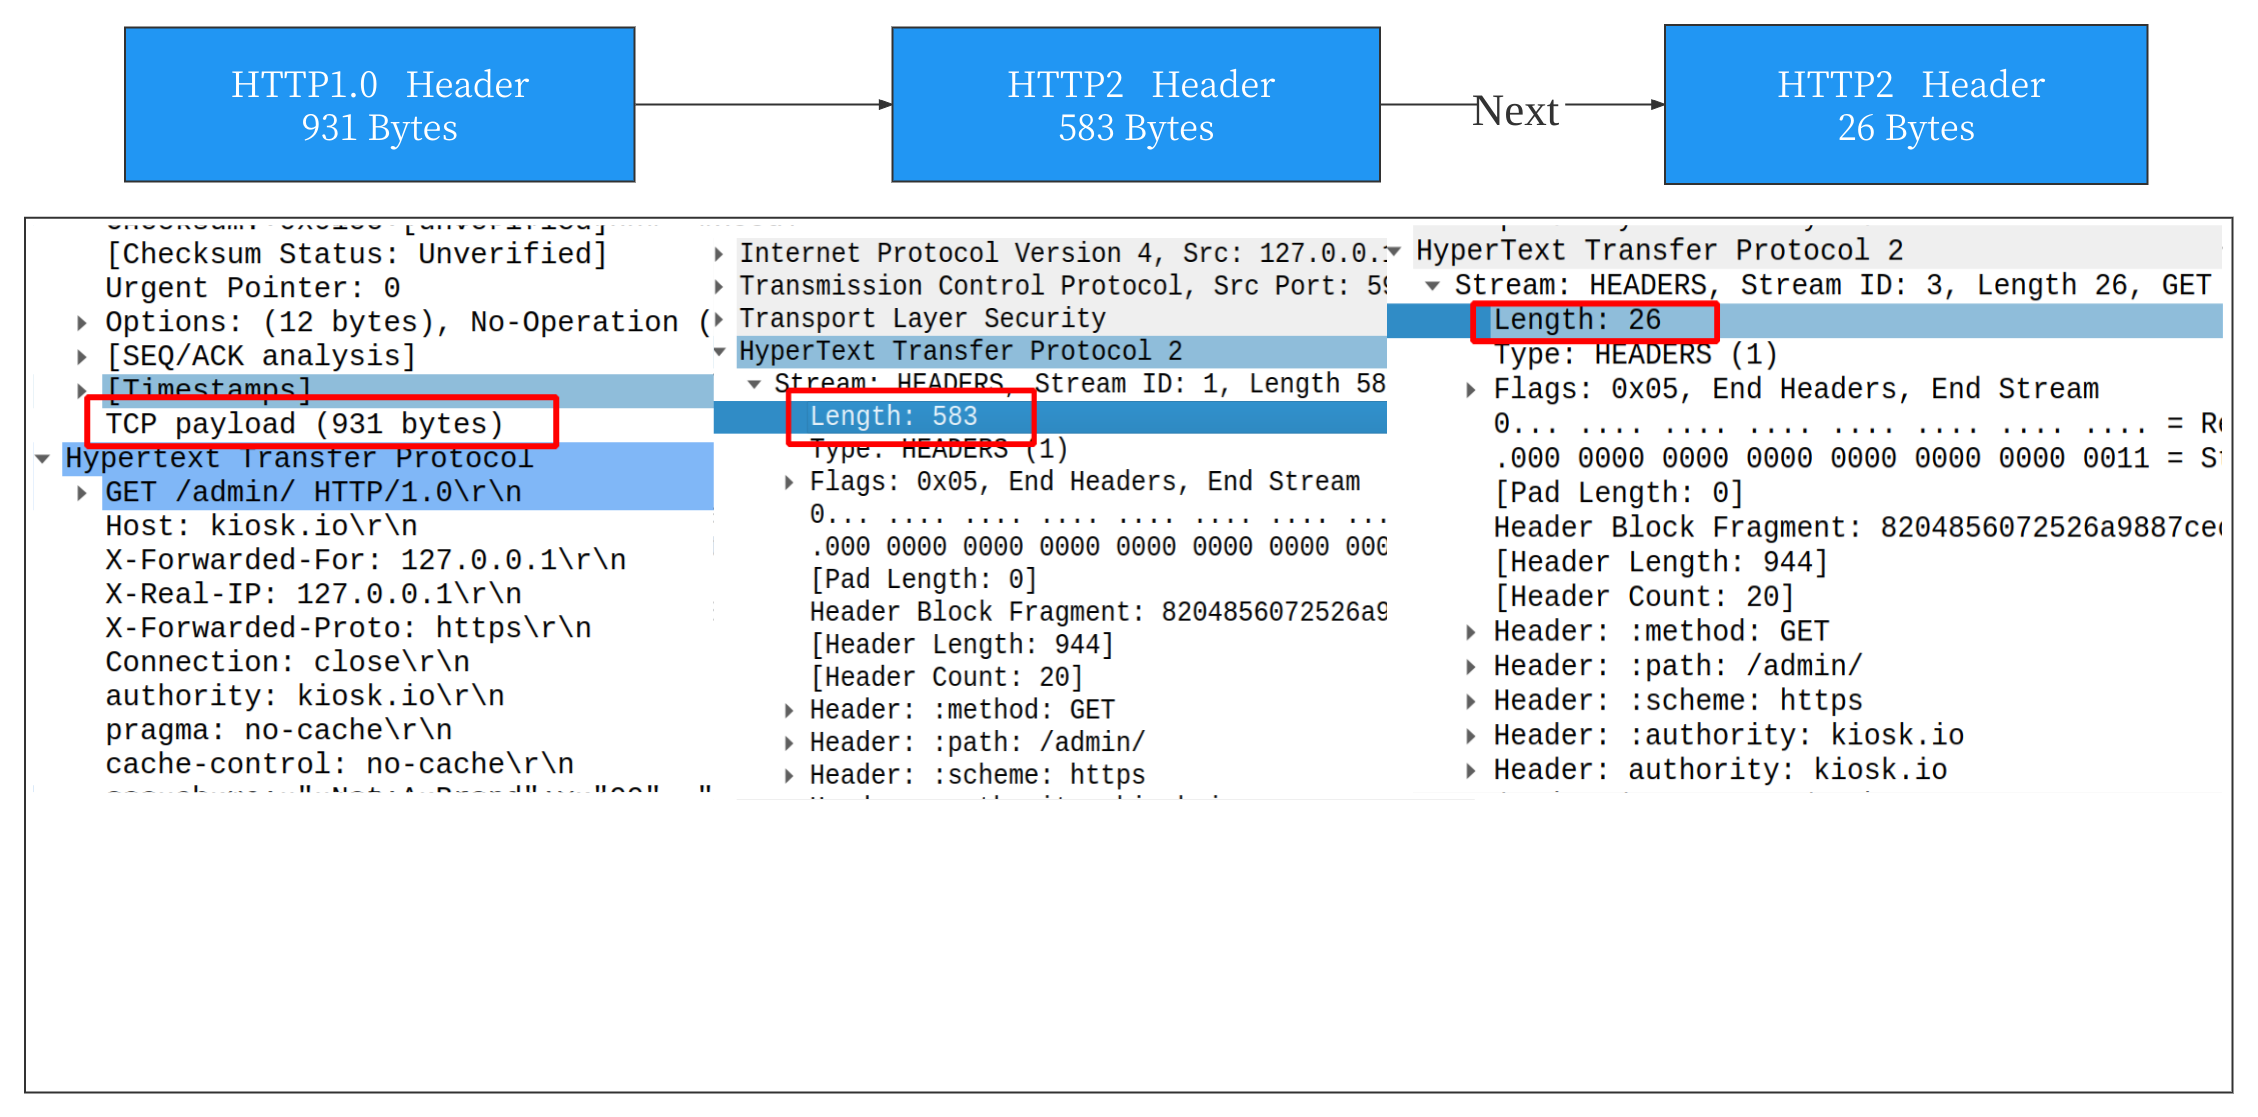 HTTP1.0 Header
931 Bytes
HTTP2 Header
583 Bytes
Next
HTTP2 Header
26 Bytes
[Checksum Status: Unverified]
Urgent Pointer: 0
Options: (12 bytes), No-Operation (
[SEQ/ACK analysis]
[Timestamps]
TCP payload (931 bytes)
Hypertext Transfer Protocol
GET /admin/ HTTP/1.0\r\n
Host: kiosk.io\r\n
X-Forwarded-For: 127.0.0.1\r\n
X-Real-IP: 127.0.0.1\r\n
X-Forwarded-Proto: https\r\n
Connection: close\r\n
authority: kiosk.io\r\n
pragma: no-cache\r\n
cache-control: no-cache\r\n
Internet Protocol Version 4, Src: 127.0.0.1
Transmission Control Protocol, Src Port: 59
Transport Layer Security
HyperText Transfer Protocol 2
Stream: HEADERS, Stream ID: 1, Length 58
Length: 583
Type: HEADERS (1)
Flags: 0x05, End Headers, End Stream
0... .... .... .... .... .... .... ...
.000 0000 0000 0000 0000 0000 0000 000
[Pad Length: 0]
Header Block Fragment: 8204856072526a9
[Header Length: 944]
[Header Count: 20]
Header: :method: GET
Header: :path: /admin/
Header: :scheme: https
HyperText Transfer Protocol 2
Stream: HEADERS, Stream ID: 3, Length 26, GET
Length: 26
Type: HEADERS (1)
Flags: 0x05, End Headers, End Stream
0... .... .... .... .... .... .... .... = Re
.000 0000 0000 0000 0000 0000 0000 0011 = St
[Pad Length: 0]
Header Block Fragment: 8204856072526a9887cec
[Header Length: 944]
[Header Count: 20]
Header: :method: GET
Header: :path: /admin/
Header: :scheme: https
Header: :authority: kiosk.io
Header: authority: kiosk.io